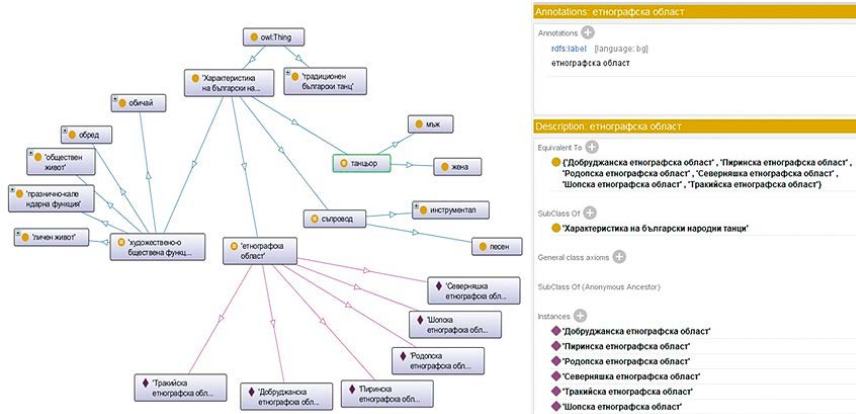 owl:Thing
"Характеристика
на български на...
"традиционен
български танц"
обичай
обред
"обществен
живот"
"празнично-кале
ндарна функция"
"личен живот"
"художествено-о
бществена функц...
"етнографска
област"
танцьор
мъж
жена
съпровод
инструментал
песен
"Северняшка
етнографска обл...
"Шопска
етнографска обл...
"Родопска
етнографска обл...
"Пиринска
етнографска обл...
"Добруджанска
етнографска обл...
"Тракийска
етнографска обл...
Annotations: етнографска област
Annotations
rdfs:label [language: bg]
етнографска област
Description: етнографска област
Equivalent To
{'Добруджанска етнографска област' , 'Пиринска етнографска област' ,
'Родопска етнографска област' , 'Северняшка етнографска област' ,
'Шопска етнографска област' , 'Тракийска етнографска област'}
SubClass Of
'Характеристика на български народни танци'
General class axioms
SubClass Of (Anonymous Ancestor)
Instances
'Добруджанска етнографска област'
'Пиринска етнографска област'
'Родопска етнографска област'
'Северняшка етнографска област'
'Тракийска етнографска област'
'Шопска етнографска област'